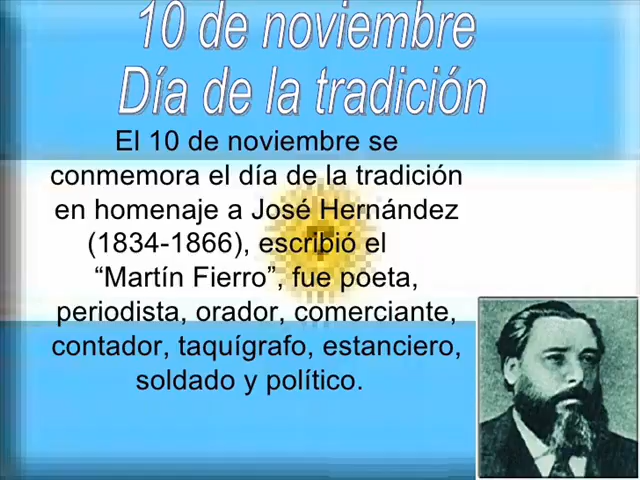 10 de noviembre
Día de la tradición
El 10 de noviembre se
conmemora el día de la tradición
en homenaje a José Hernández
(1834-1866), escribió el
“Martín Fierro”, fue poeta,
periodista, orador, comerciante,
contador, taquígrafo, estanciero,
soldado y político.